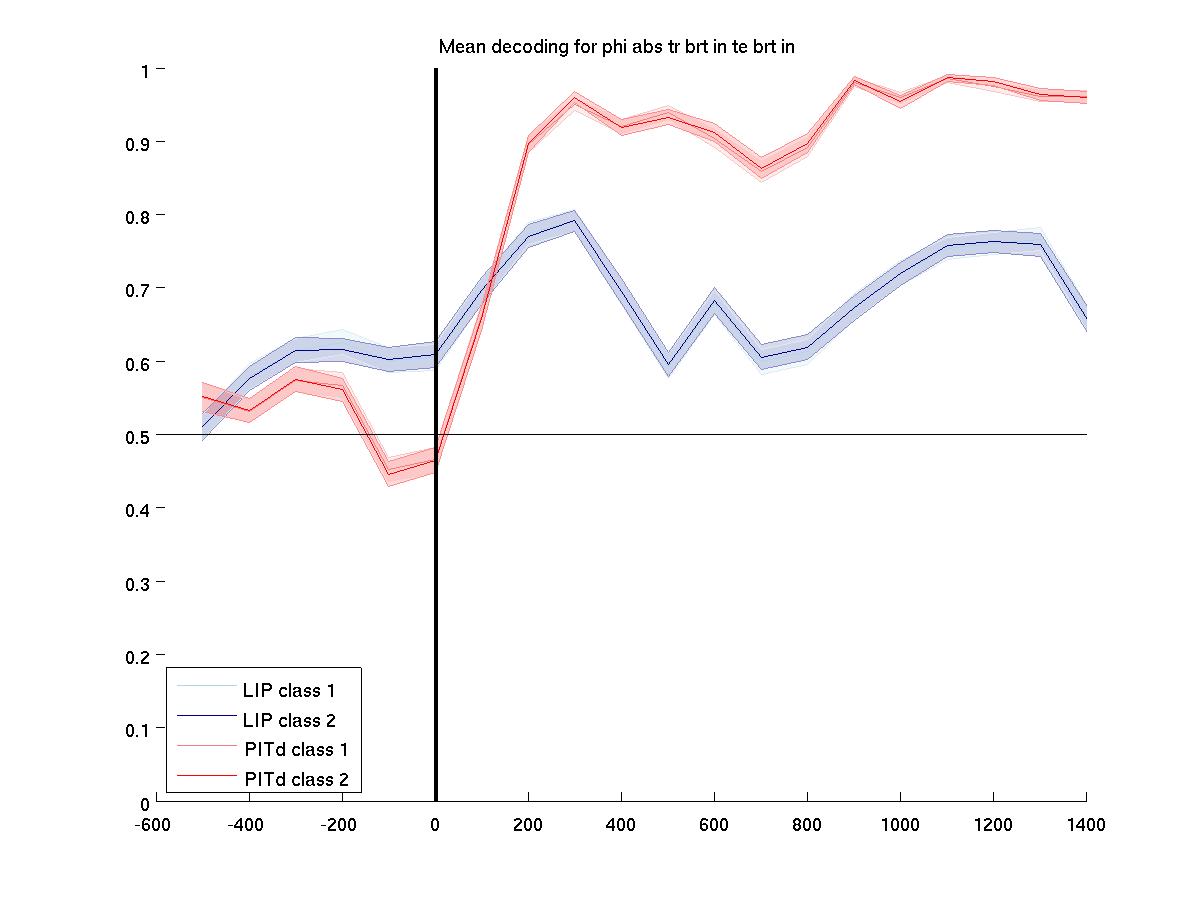 Mean decoding for phi abs tr brt in te brt in
1
0.9
0.8
0.7
0.6
0.5
0.4
0.3
0.2
0.1
0
LIP class 1
LIP class 2
PITd class 1
PITd class 2
-600 -400 -200 0 200 400 600 800 1000 1200 1400